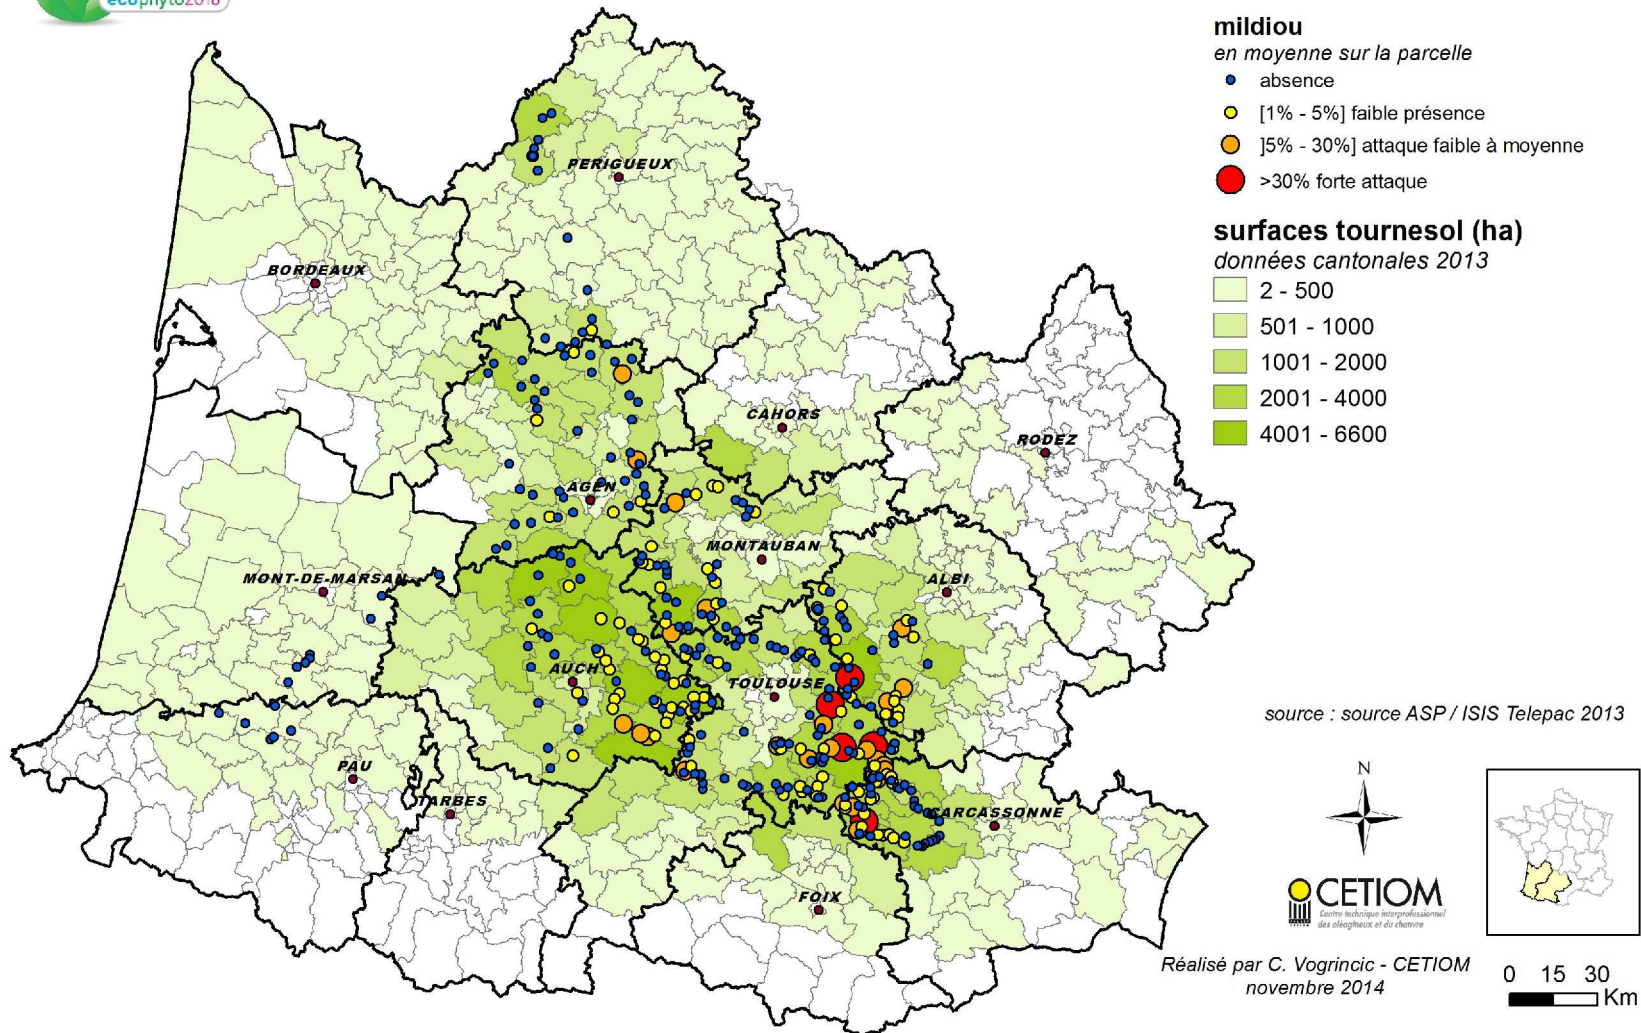 ecophyto2018
mildiou
en moyenne sur la parcelle
absence
[1% - 5%] faible présence
]5% - 30%] attaque faible à moyenne
>30% forte attaque
surfaces tournesol (ha)
données cantonales 2013
2 - 500
501 - 1000
1001 - 2000
2001 - 4000
4001 - 6600
PERIGUEUX
BORDEAUX
CAHORS
RODEZ
AGEN
MONTAUBAN
MONT-DE-MARSAN
ALBI
AUCH
TOULOUSE
PAU
TARBES
CARCASSONNE
FOIX
source : source ASP / ISIS Telepac 2013
N
CETIOM
Centre technique interprofessionnel
des oléagineux et du chanvre
Réalisé par C. Vogrincic - CETIOM
novembre 2014
0 15 30
Km